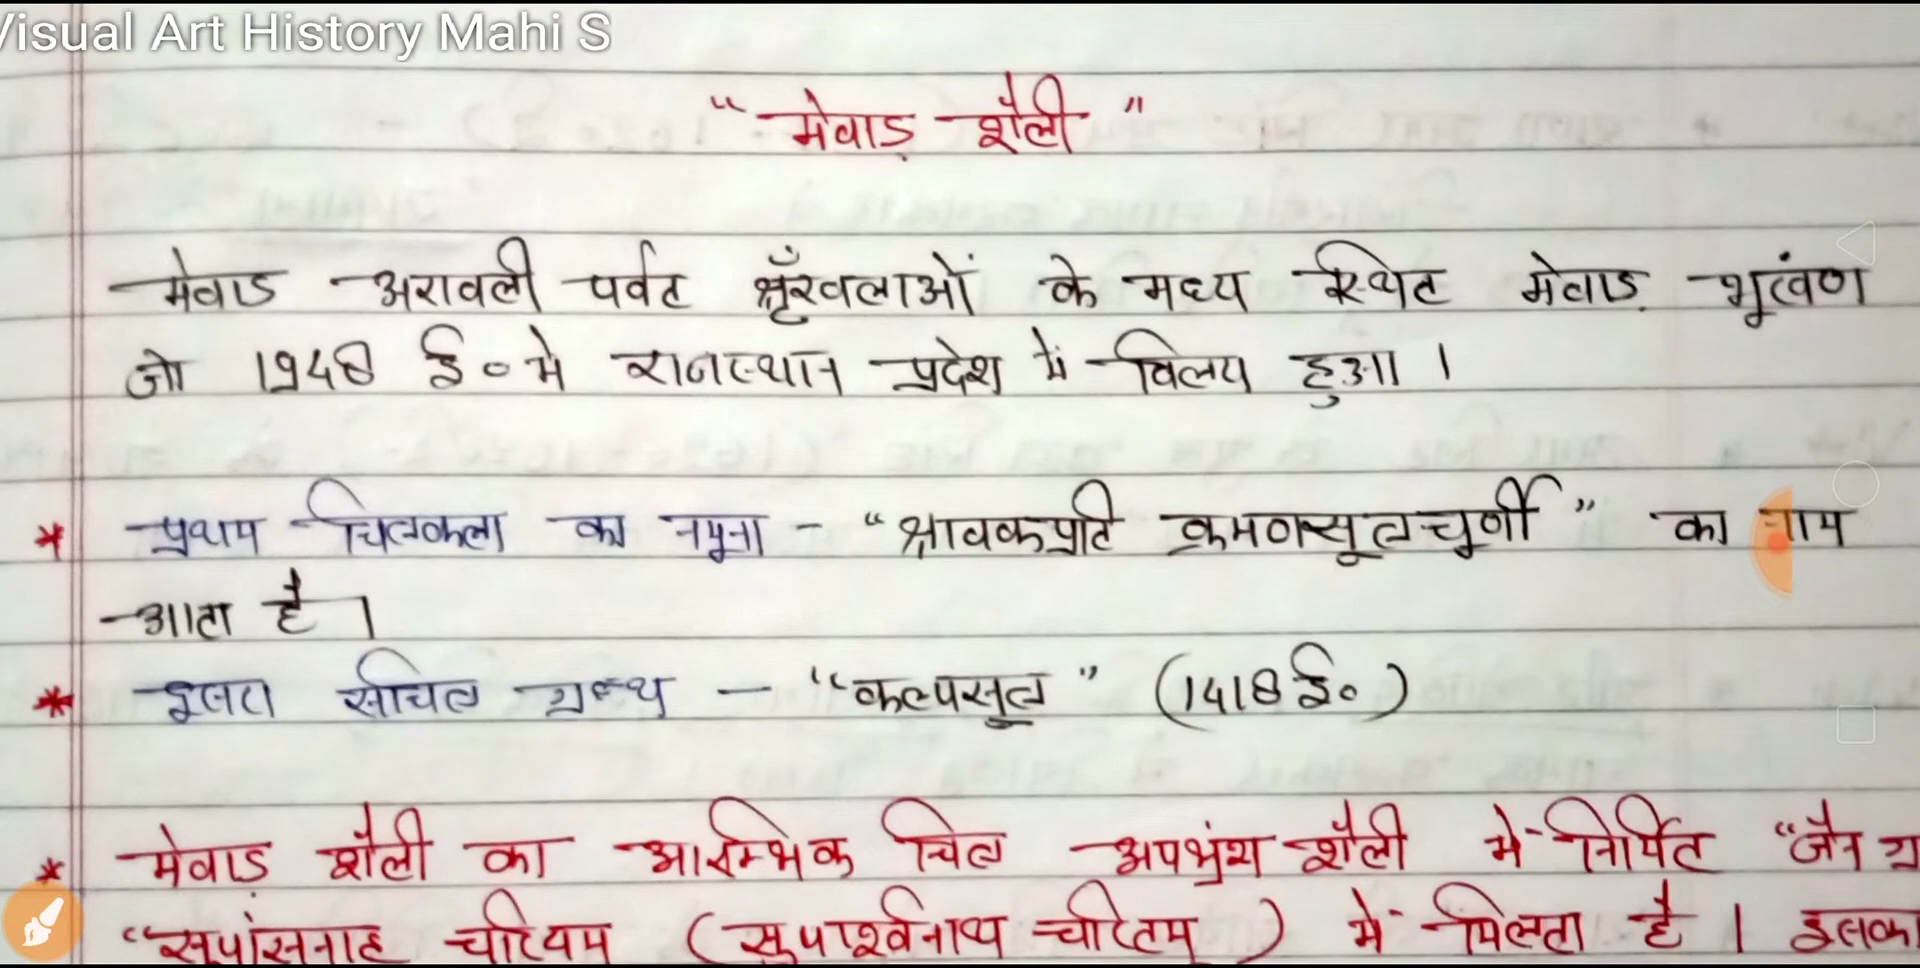 Visual Art History Mahi S
"मेवाड़ शैली"
मेवाड अरावली पर्वत श्रृँखलाओं के मध्य स्थित मेवाड़ भूखंण
जो 1948 ई० मे राजस्थान प्रदेश में विलय हुआ ।
* प्रथम चित्रकला का नमूना - "श्रावकप्रति क्रमणसूत्रचूर्णी" का नाम
आता है ।
* दूसरा सचित्र ग्रन्थ - "कल्पसूत्र" (1418 ई०)
* मेवाड शैली का आरम्भिक चित्र अपभ्रंश शैली मे निर्मित "जैन ग्र
"सुपांसनाह चरियम (सुपार्श्वनाथ चरितम्) में मिलता है । इसका